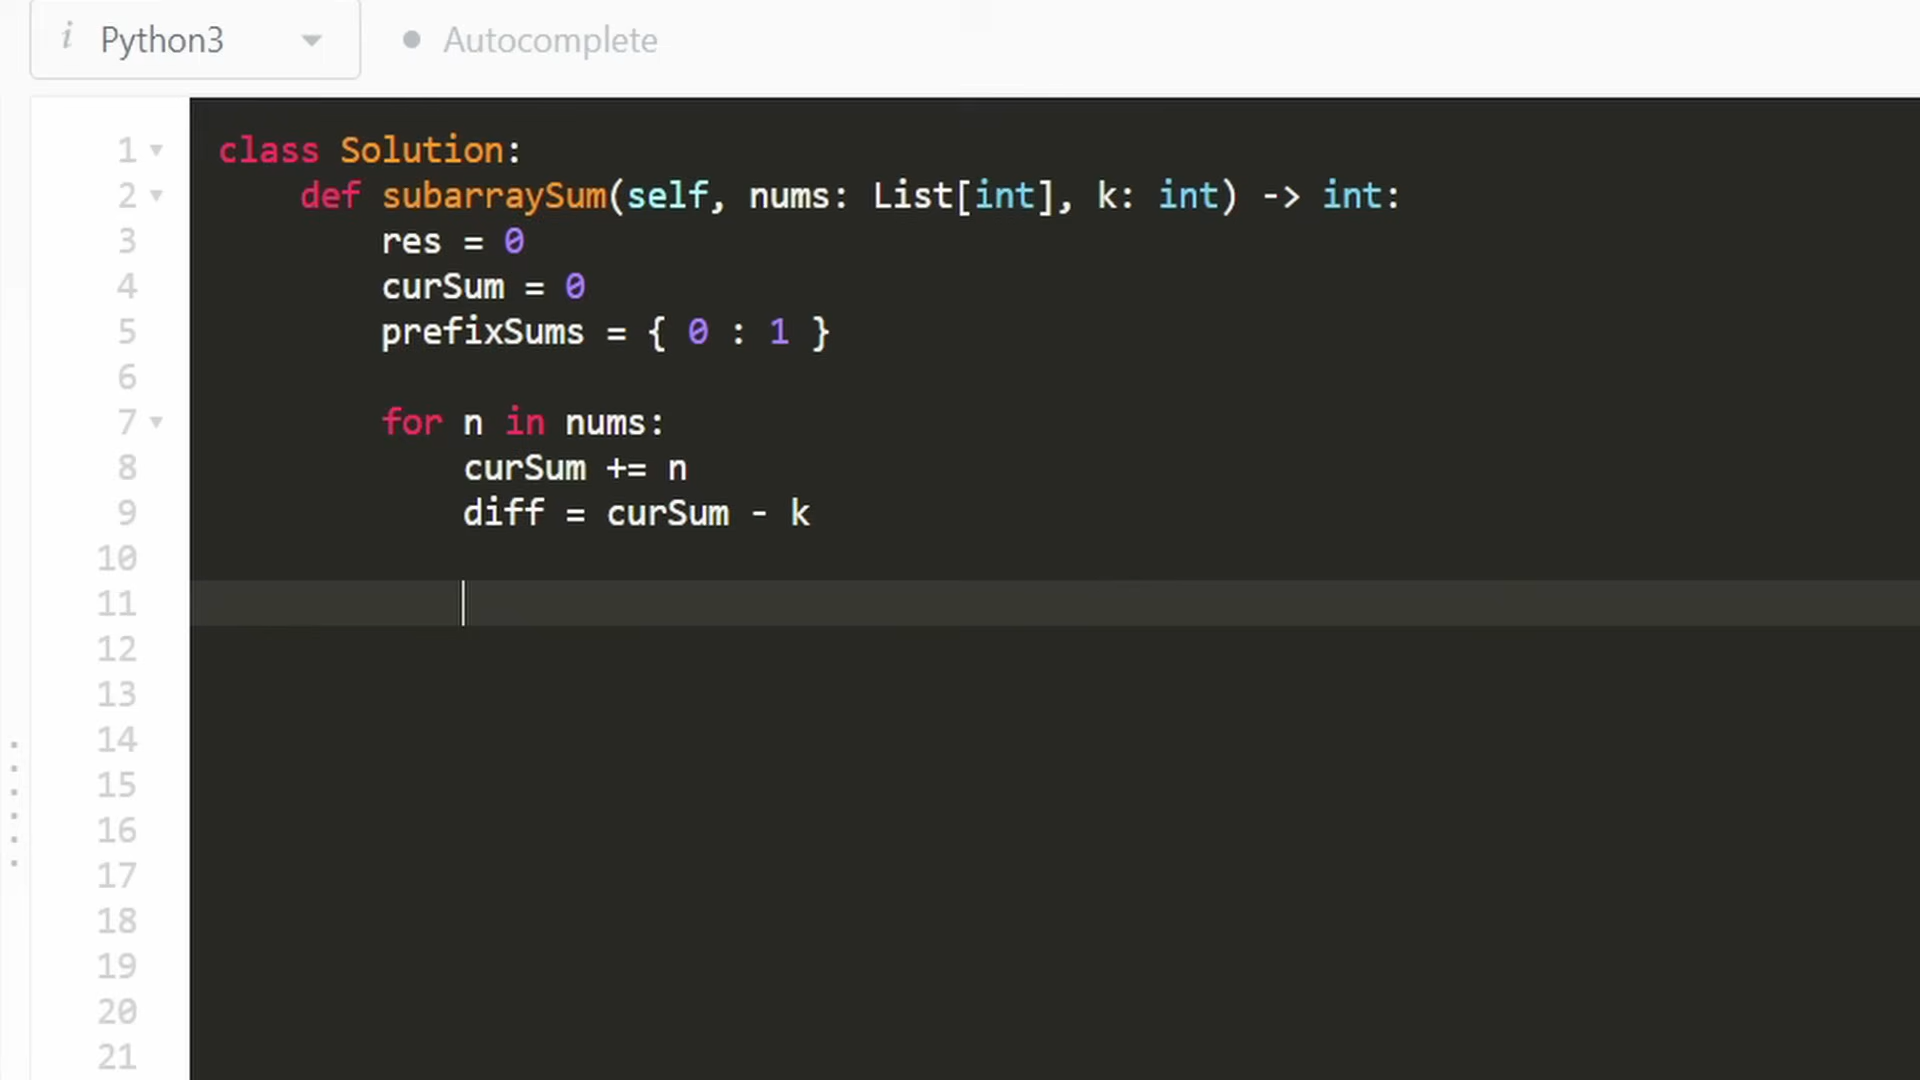 i Python3 Autocomplete
1 class Solution:
2 def subarraySum(self, nums: List[int], k: int) -> int:
3 res = 0
4 curSum = 0
5 prefixSums = { 0 : 1 }
6
7 for n in nums:
8 curSum += n
9 diff = curSum - k
10
11
12
13
14
15
16
17
18
19
20
21